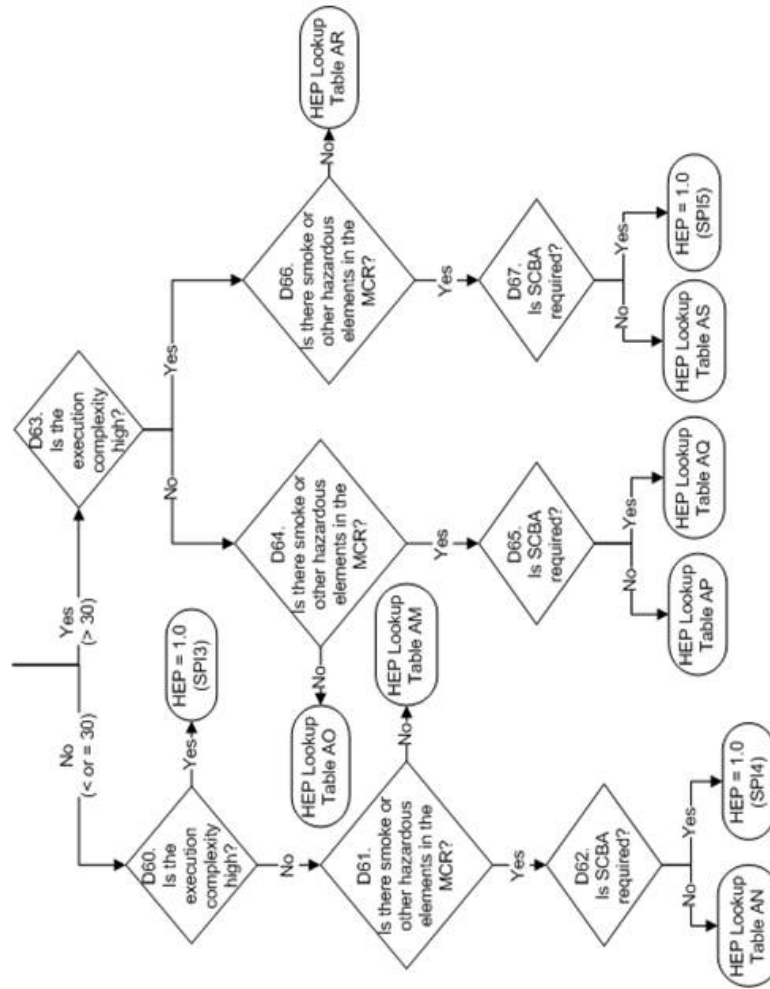 No
(< or = 30)
Yes
(> 30)
D60.
Is the
execution
complexity
high?
Yes
HEP = 1.0
(SPI3)
No
D61.
Is there smoke or
other hazardous
elements in the
MCR?
No
HEP Lookup
Table AM
Yes
D62.
Is SCBA
required?
No
Yes
HEP Lookup
Table AN
HEP = 1.0
(SPI4)
D63.
Is the
execution
complexity
high?
No
Yes
D64.
Is there smoke or
other hazardous
elements in the
MCR?
No
HEP Lookup
Table AO
Yes
D65.
Is SCBA
required?
No
Yes
HEP Lookup
Table AP
HEP Lookup
Table AQ
D66.
Is there smoke or
other hazardous
elements in the
MCR?
No
HEP Lookup
Table AR
Yes
D67.
Is SCBA
required?
No
Yes
HEP Lookup
Table AS
HEP = 1.0
(SPI5)